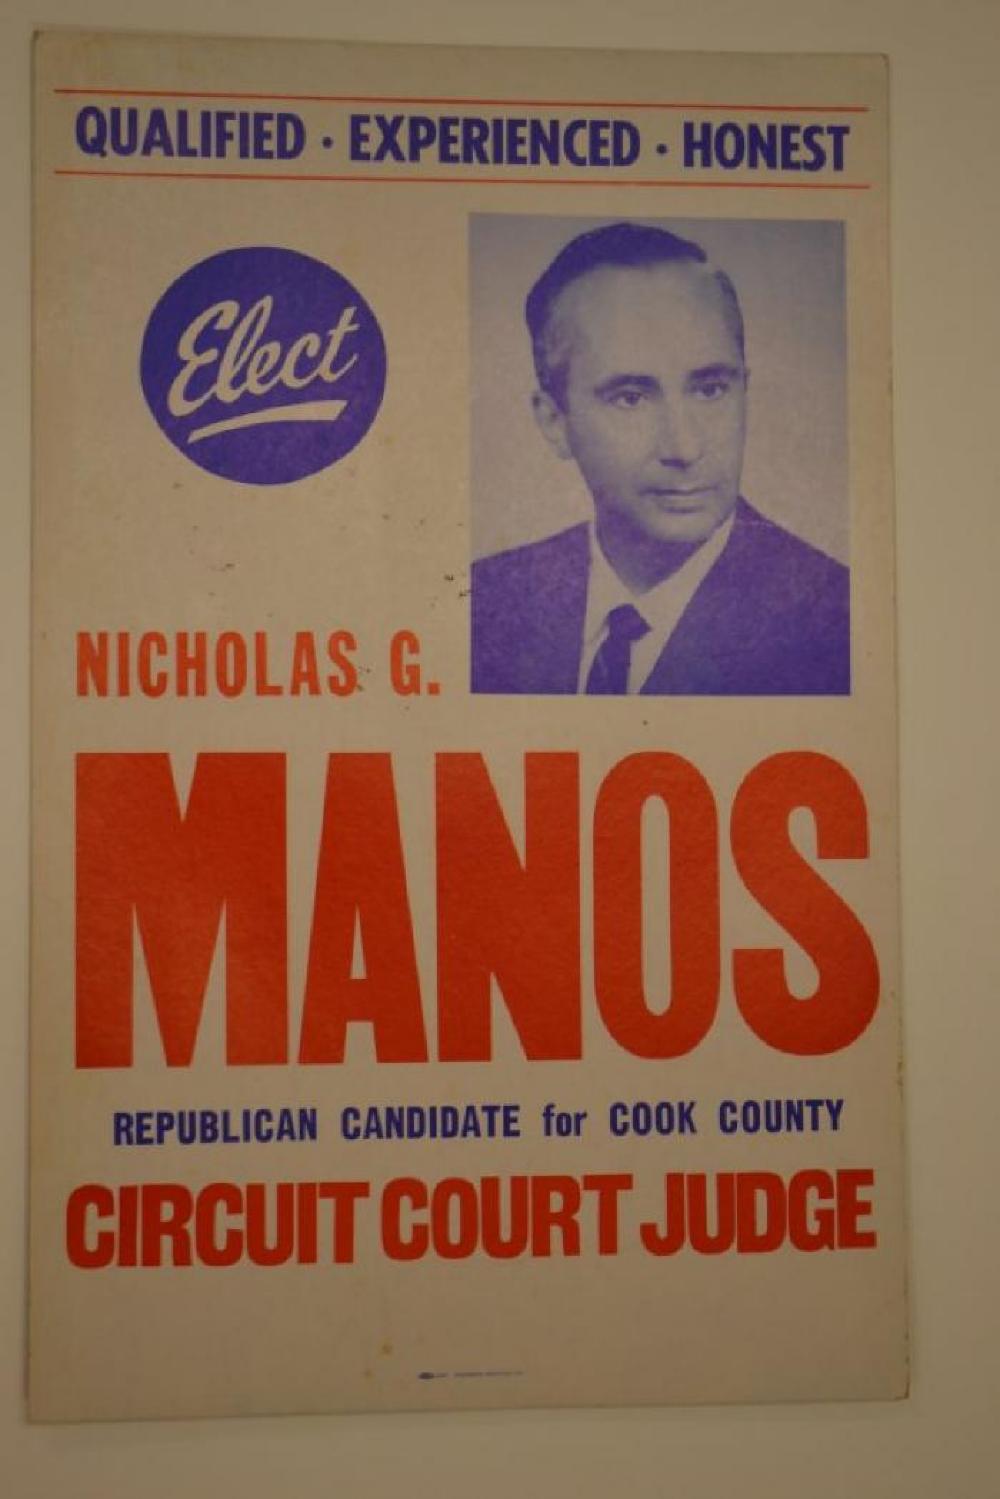 QUALIFIED · EXPERIENCED · HONEST
Elect
NICHOLAS G.
MANOS
REPUBLICAN CANDIDATE for COOK COUNTY
CIRCUIT COURT JUDGE